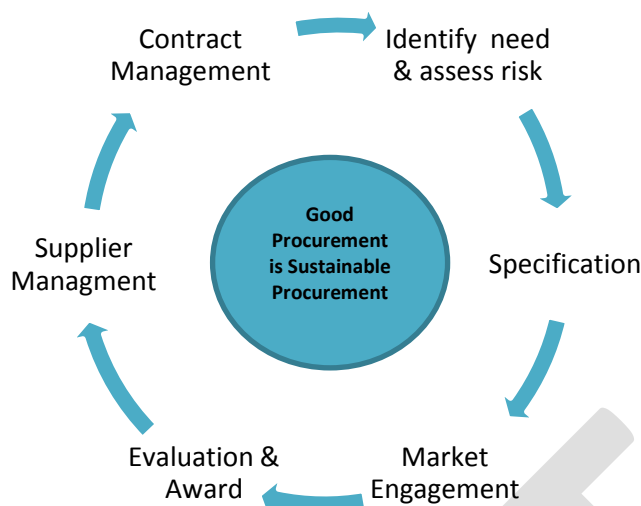 Contract
Management
Identify need
& assess risk
Good
Procurement
is Sustainable
Procurement
Supplier
Managment
Specification
Evaluation &
Award
Market
Engagement